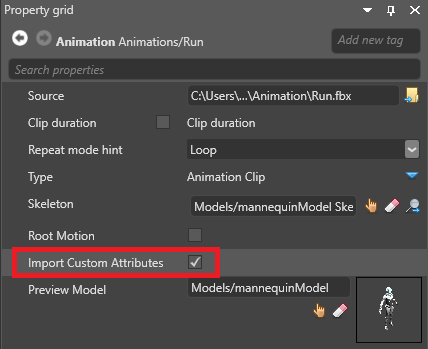 Property grid
Animation Animations/Run
Add new tag
Search properties
Source C:\Users\...\Animation\Run.fbx
Clip duration Clip duration
Repeat mode hint Loop
Type Animation Clip
Skeleton Models/mannequinModel Ske
Root Motion
Import Custom Attributes
Preview Model Models/mannequinModel